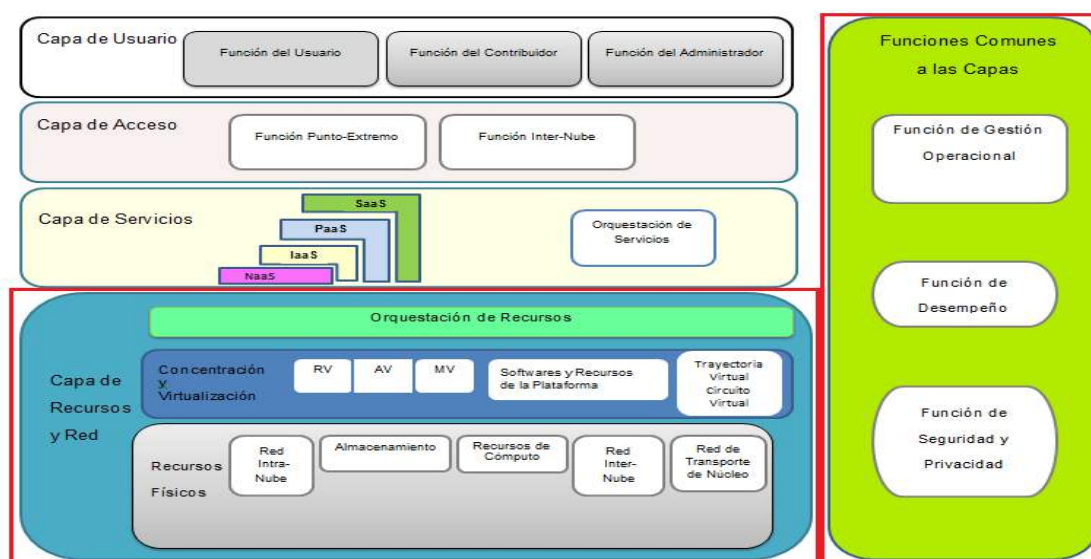 Capa de Usuario
Función del Usuario
Función del Contribuidor
Función del Administrador
Capa de Acceso
Función Punto-Extremo
Función Inter-Nube
Capa de Servicios
SaaS
PaaS
IaaS
NaaS
Orquestación de
Servicios
Capa de
Recursos
y Red
Orquestación de Recursos
Concentración
y
Virtualización
RV
AV
MV
Softwares y Recursos
de la Plataforma
Trayectoria
Virtual
Circuito
Virtual
Recursos
Físicos
Red
Intra-
Nube
Almacenamiento
Recursos de
Cómputo
Red
Inter-
Nube
Red de
Transporte
de Núcleo
Funciones Comunes
a las Capas
Función de Gestión
Operacional
Función de
Desempeño
Función de
Seguridad y
Privacidad